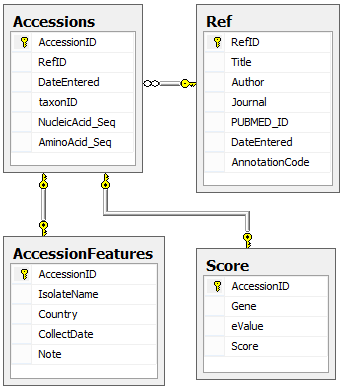 Accessions
AccessionID
RefID
DateEntered
taxonID
NucleicAcid_Seq
AminoAcid_Seq
Ref
RefID
Title
Author
Journal
PUBMED_ID
DateEntered
AnnotationCode
AccessionFeatures
AccessionID
IsolateName
Country
CollectDate
Note
Score
AccessionID
Gene
eValue
Score